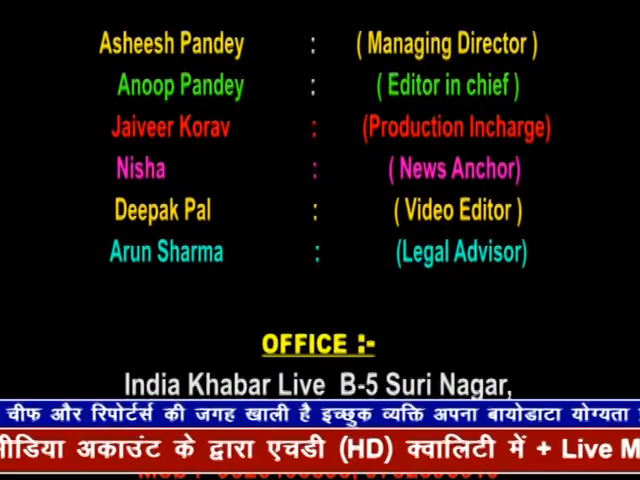 Asheesh Pandey : ( Managing Director )
Anoop Pandey : ( Editor in chief )
Jaiveer Korav : (Production Incharge)
Nisha : ( News Anchor)
Deepak Pal : ( Video Editor )
Arun Sharma : (Legal Advisor)
OFFICE :-
India Khabar Live B-5 Suri Nagar,
चीफ और रिपोर्टर्स की जगह खाली है इच्छुक व्यक्ति अपना बायोडाटा योग्यता
मीडिया अकाउंट के द्वारा एचडी (HD) क्वालिटी में + Live M